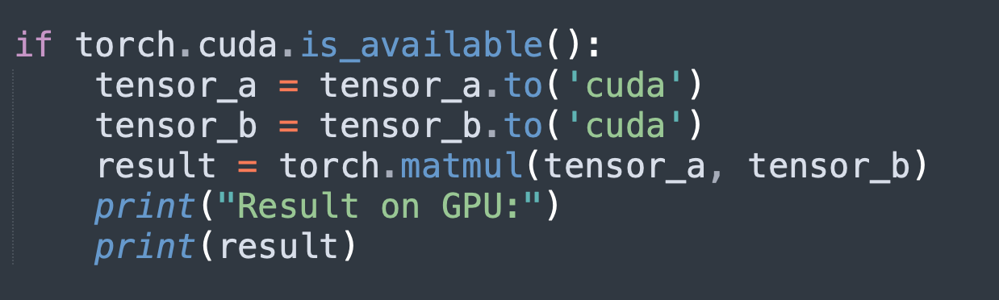 if torch.cuda.is_available():
    tensor_a = tensor_a.to('cuda')
    tensor_b = tensor_b.to('cuda')
    result = torch.matmul(tensor_a, tensor_b)
    print("Result on GPU:")
    print(result)